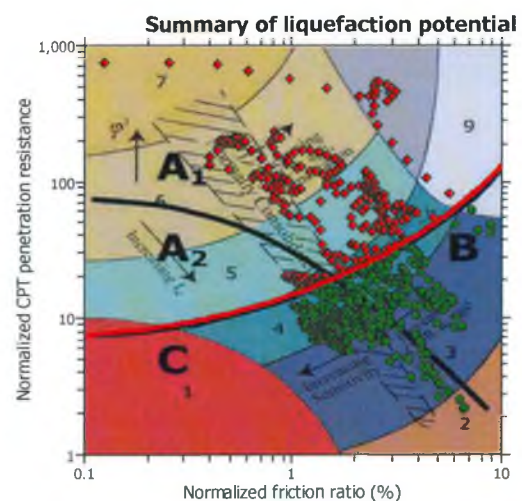 Summary of liquefaction potential
Normalized CPT penetration resistance
1,000
100
10
1
7
9
A1
6
A2
5
B
4
C
1
3
2
Increasing
Sensitivity
0.1
1
10
Normalized friction ratio (%)